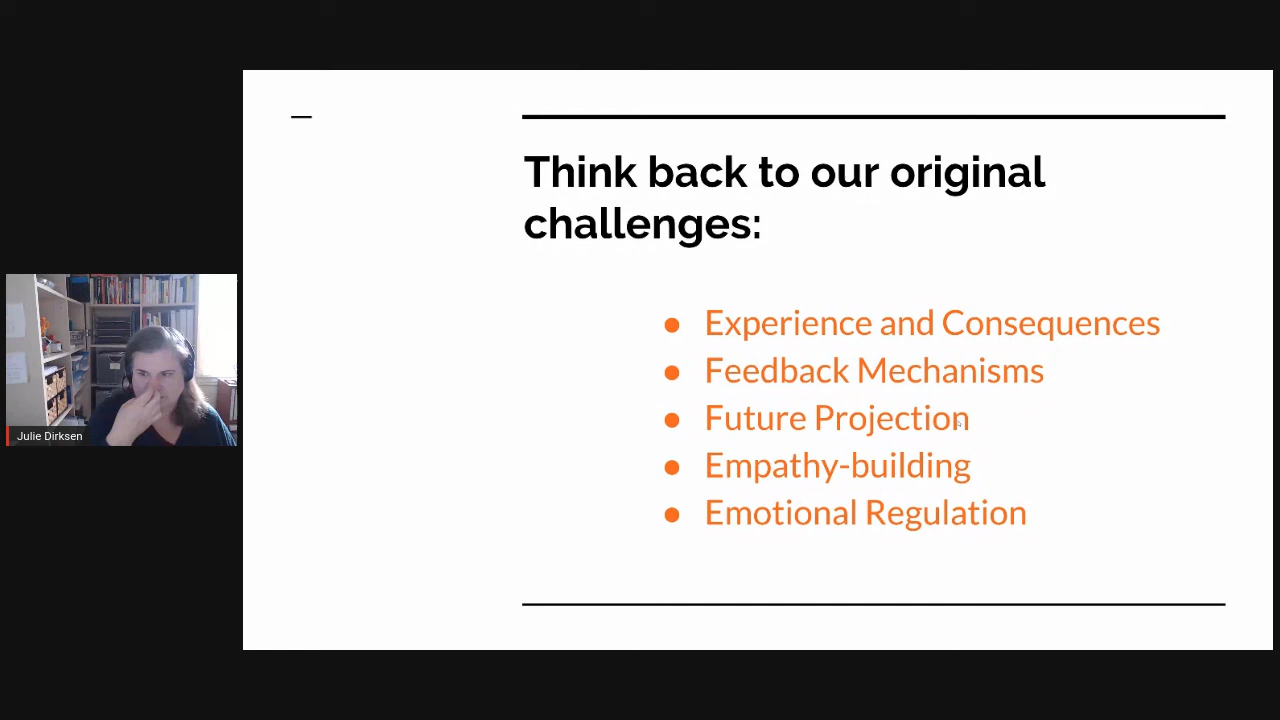 Think back to our original
challenges:
● Experience and Consequences
● Feedback Mechanisms
● Future Projection
● Empathy-building
● Emotional Regulation
Julie Dirksen